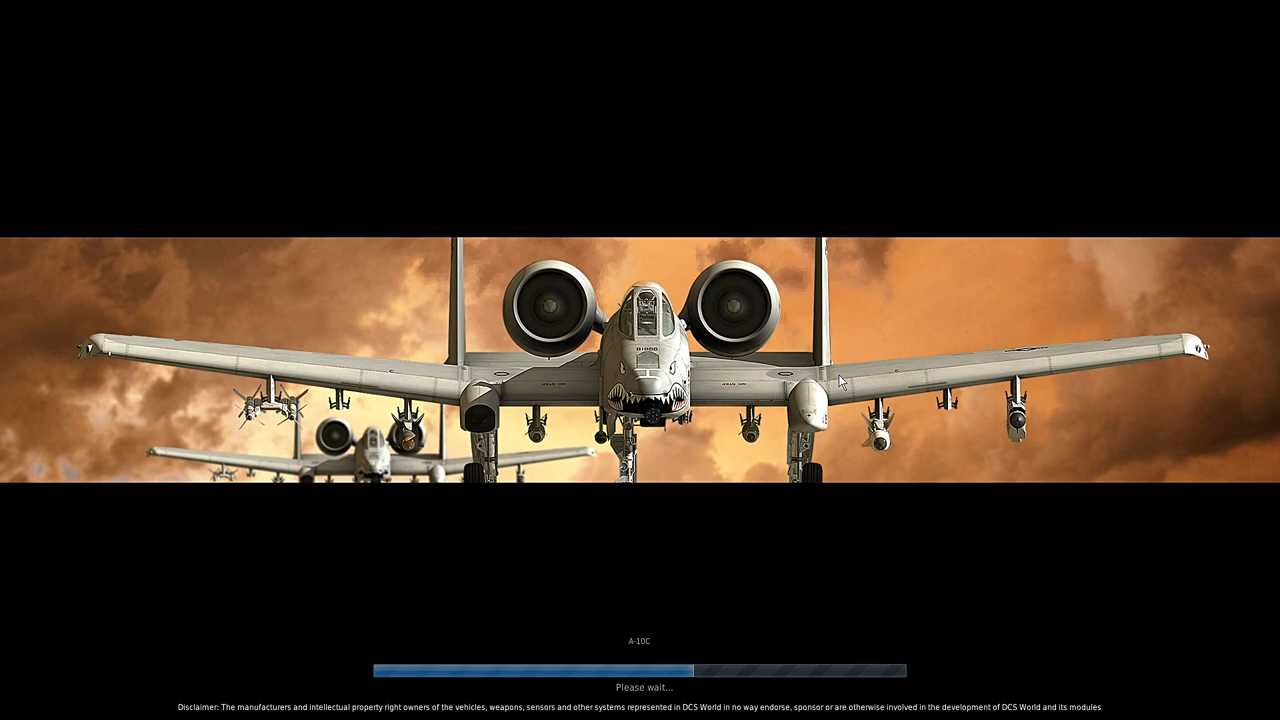 A-10C
Please wait...
Disclaimer: The manufacturers and intellectual property right owners of the vehicles, weapons, sensors and other systems represented in DCS World in no way endorse, sponsor or are otherwise involved in the development of DCS World and its modules